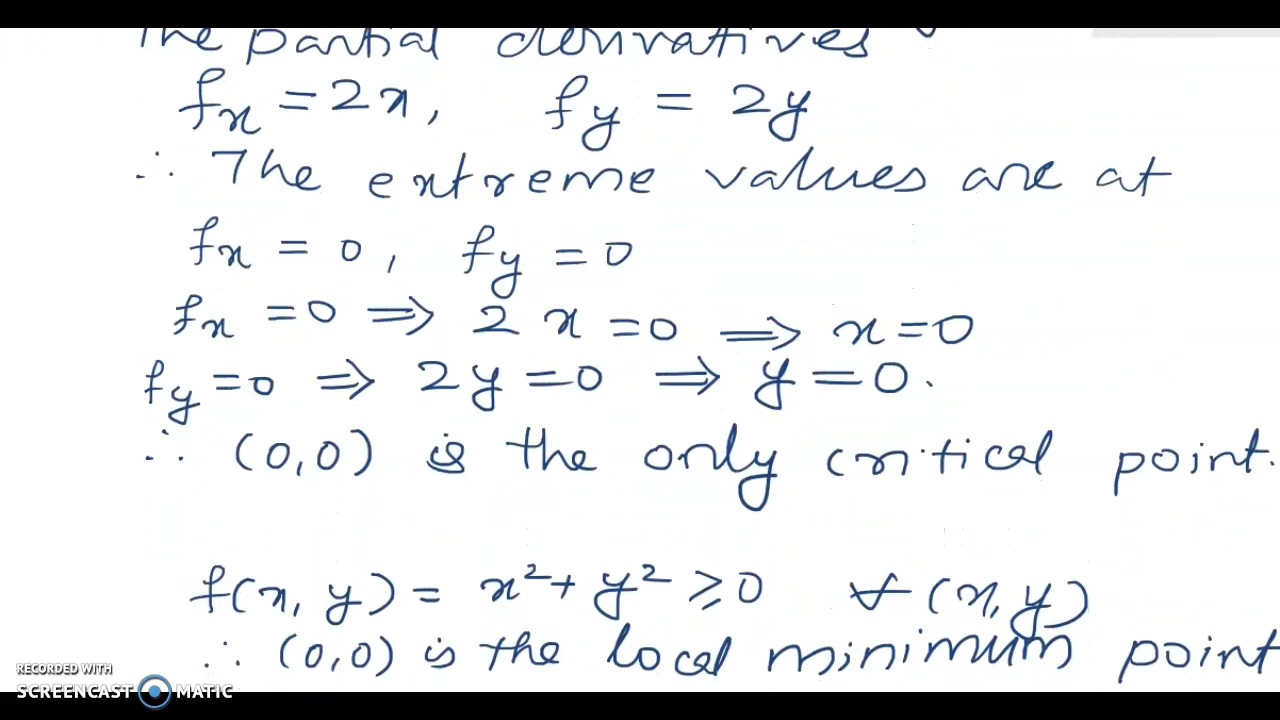 The partial derivatives
fx = 2x, fy = 2y
∴ The extreme values are at
fx = 0, fy = 0
fx = 0 ⇒ 2x = 0 ⇒ x = 0
fy = 0 ⇒ 2y = 0 ⇒ y = 0.
∴ (0,0) is the only critical point.
f(x, y) = x² + y² ⩾ 0 ∀ (x, y)
∴ (0,0) is the local minimum point
RECORDED WITH
SCREENCAST MATIC